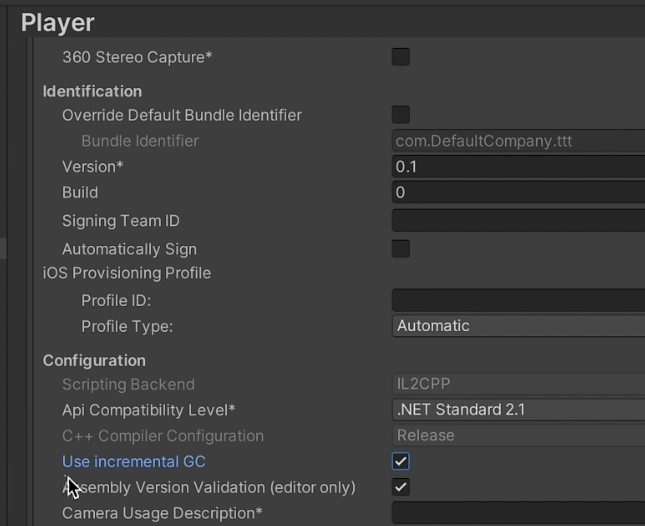 Player
360 Stereo Capture*
Identification
Override Default Bundle Identifier
Bundle Identifier com.DefaultCompany.ttt
Version* 0.1
Build 0
Signing Team ID
Automatically Sign
iOS Provisioning Profile
Profile ID:
Profile Type: Automatic
Configuration
Scripting Backend IL2CPP
Api Compatibility Level* .NET Standard 2.1
C++ Compiler Configuration Release
Use incremental GC
Assembly Version Validation (editor only)
Camera Usage Description*